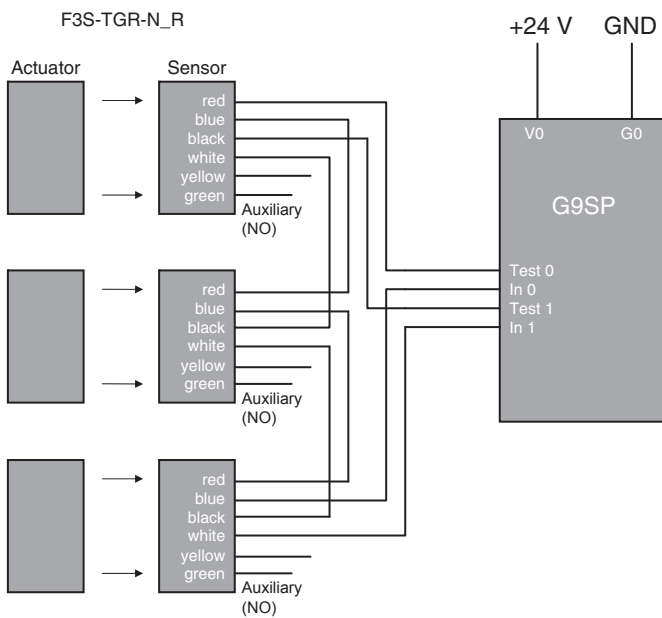 F3S-TGR-N_R
+24 V GND
Actuator Sensor
red
blue
black
white
yellow
green
Auxiliary
(NO)
V0 G0
G9SP
Test 0
In 0
Test 1
In 1
red
blue
black
white
yellow
green
Auxiliary
(NO)
red
blue
black
white
yellow
green
Auxiliary
(NO)